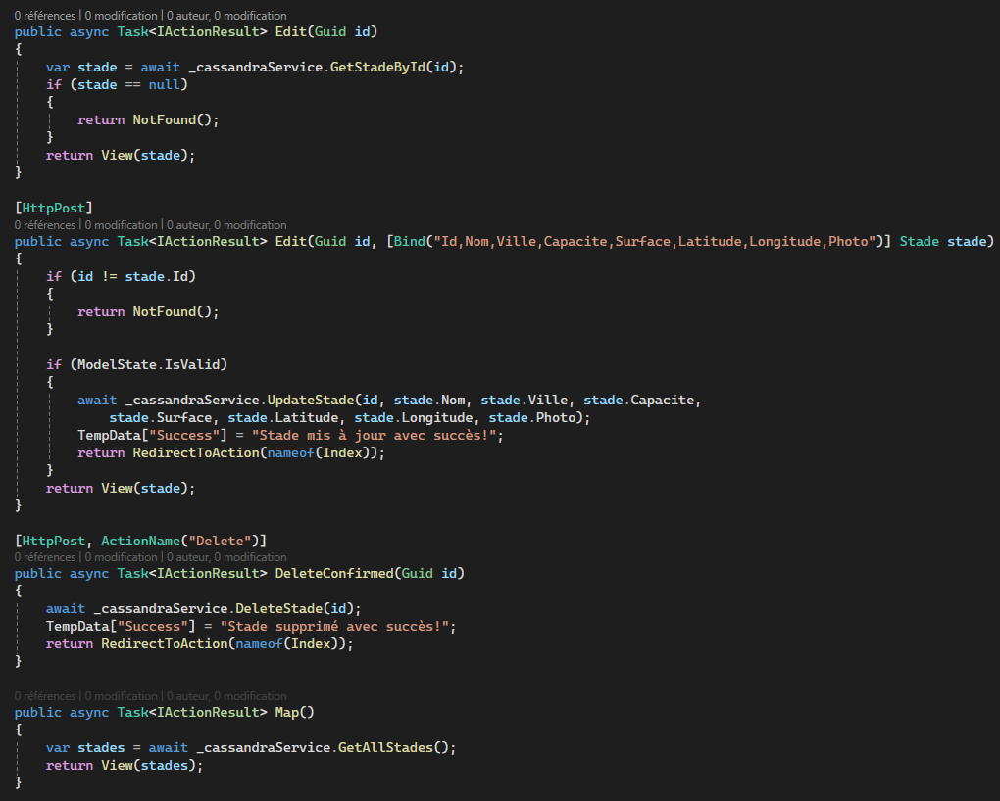 0 références | 0 modification | 0 auteur, 0 modification
public async Task<IActionResult> Edit(Guid id)
{
    var stade = await _cassandraService.GetStadeById(id);
    if (stade == null)
    {
        return NotFound();
    }
    return View(stade);
}

[HttpPost]
0 références | 0 modification | 0 auteur, 0 modification
public async Task<IActionResult> Edit(Guid id, [Bind("Id,Nom,Ville,Capacite,Surface,Latitude,Longitude,Photo")] Stade stade)
{
    if (id != stade.Id)
    {
        return NotFound();
    }

    if (ModelState.IsValid)
    {
        await _cassandraService.UpdateStade(id, stade.Nom, stade.Ville, stade.Capacite,
            stade.Surface, stade.Latitude, stade.Longitude, stade.Photo);
        TempData["Success"] = "Stade mis à jour avec succès!";
        return RedirectToAction(nameof(Index));
    }
    return View(stade);
}

[HttpPost, ActionName("Delete")]
0 références | 0 modification | 0 auteur, 0 modification
public async Task<IActionResult> DeleteConfirmed(Guid id)
{
    await _cassandraService.DeleteStade(id);
    TempData["Success"] = "Stade supprimé avec succès!";
    return RedirectToAction(nameof(Index));
}

0 références | 0 modification | 0 auteur, 0 modification
public async Task<IActionResult> Map()
{
    var stades = await _cassandraService.GetAllStades();
    return View(stades);
}